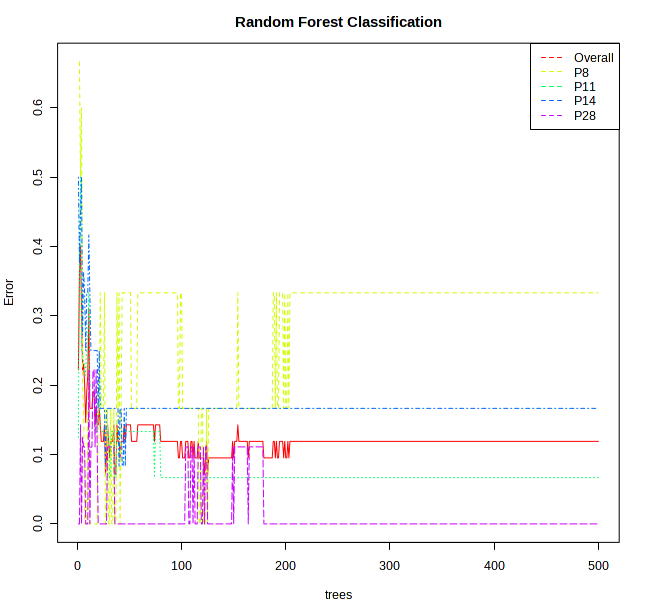 Random Forest Classification
Overall
P8
P11
P14
P28
Error
0.6
0.5
0.4
0.3
0.2
0.1
0.0
0 100 200 300 400 500
trees